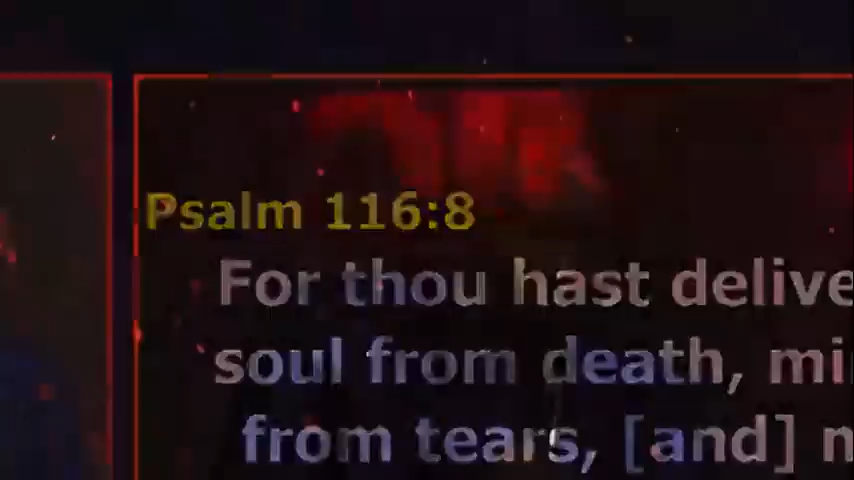 Psalm 116:8
For thou hast delive
soul from death, mi
from tears, [and]